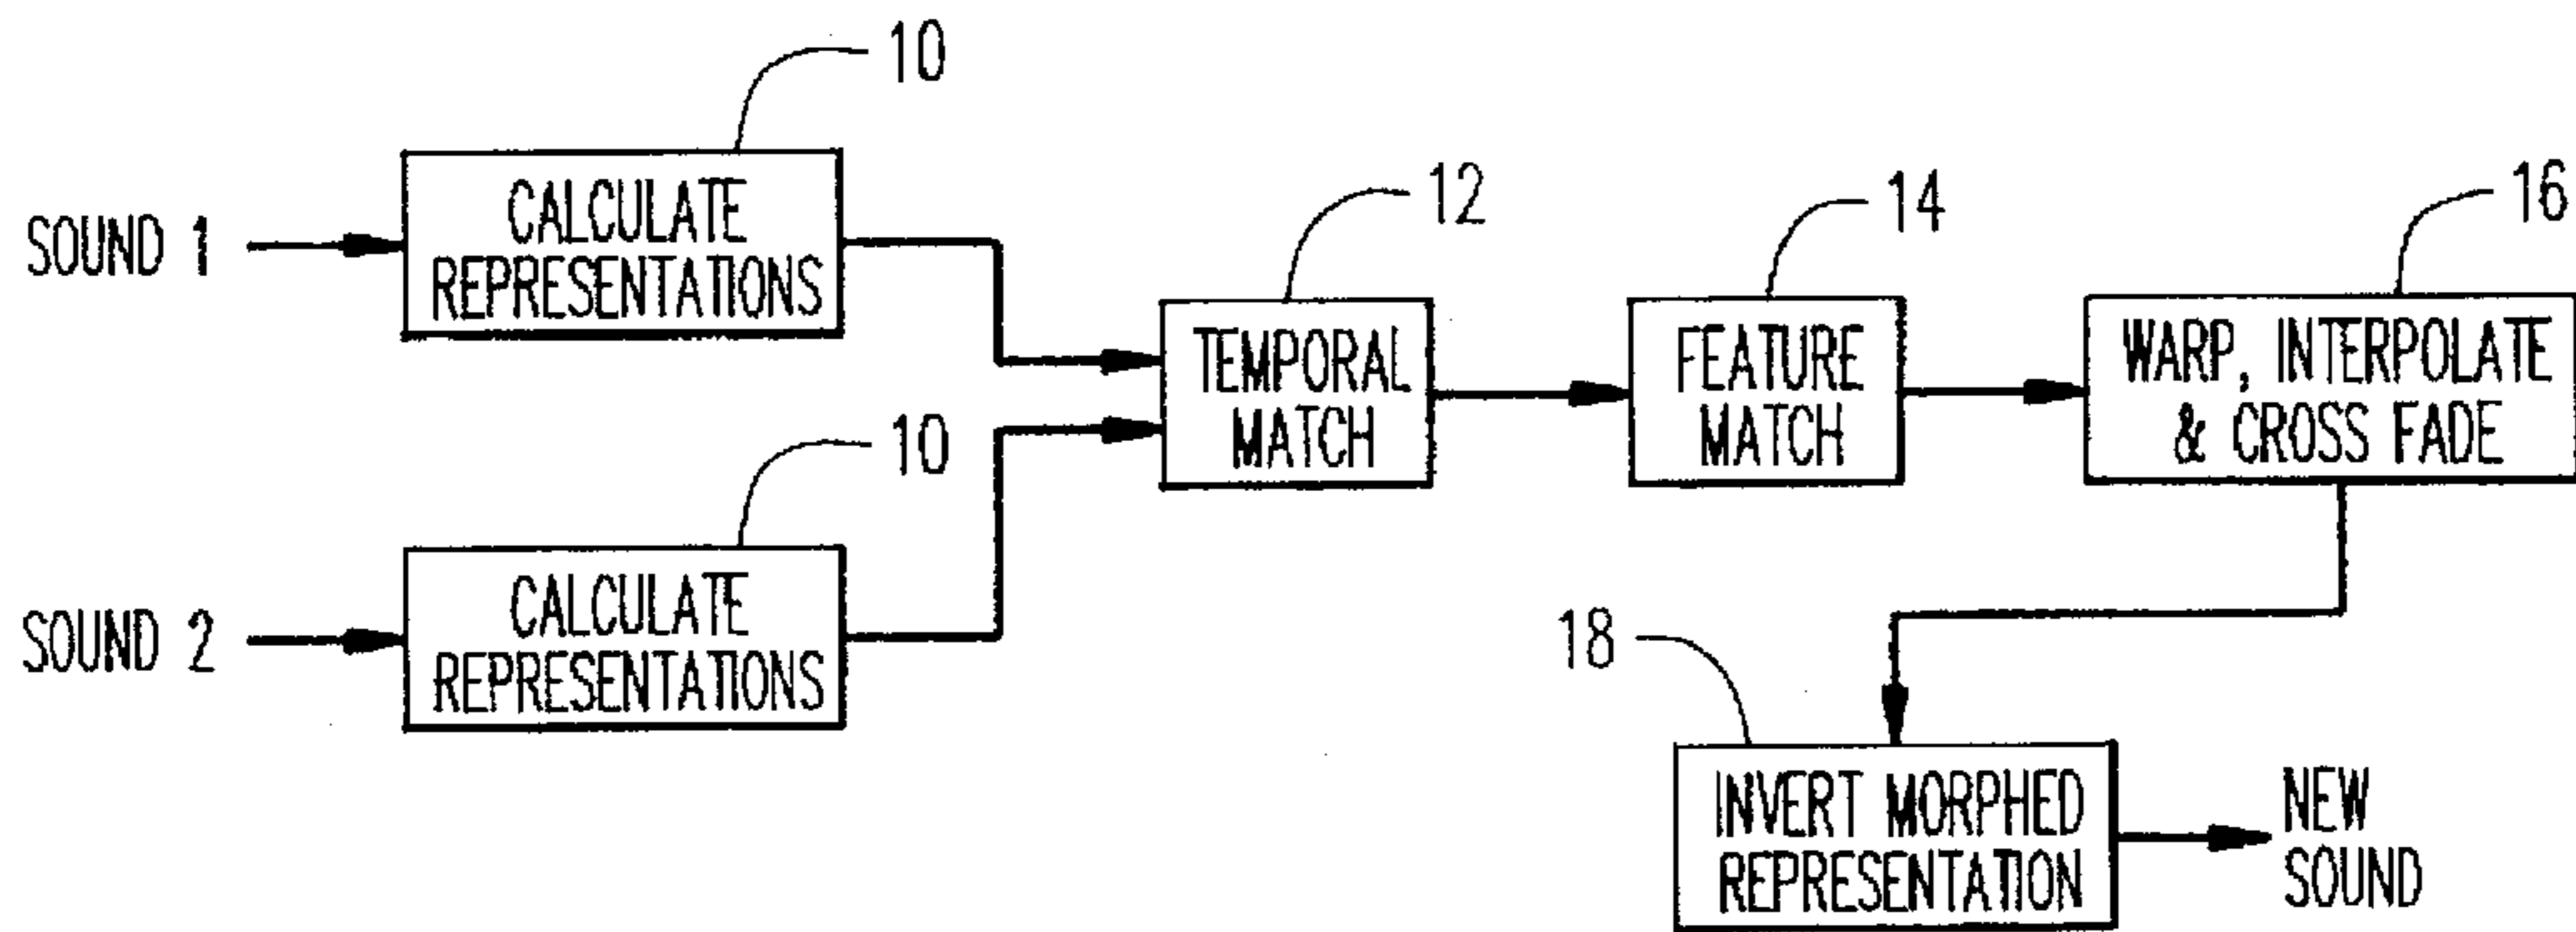 10
SOUND 1
CALCULATE
REPRESENTATIONS
12
TEMPORAL
MATCH
14
FEATURE
MATCH
16
WARP, INTERPOLATE
& CROSS FADE
10
SOUND 2
CALCULATE
REPRESENTATIONS
18
INVERT MORPHED
REPRESENTATION
NEW
SOUND